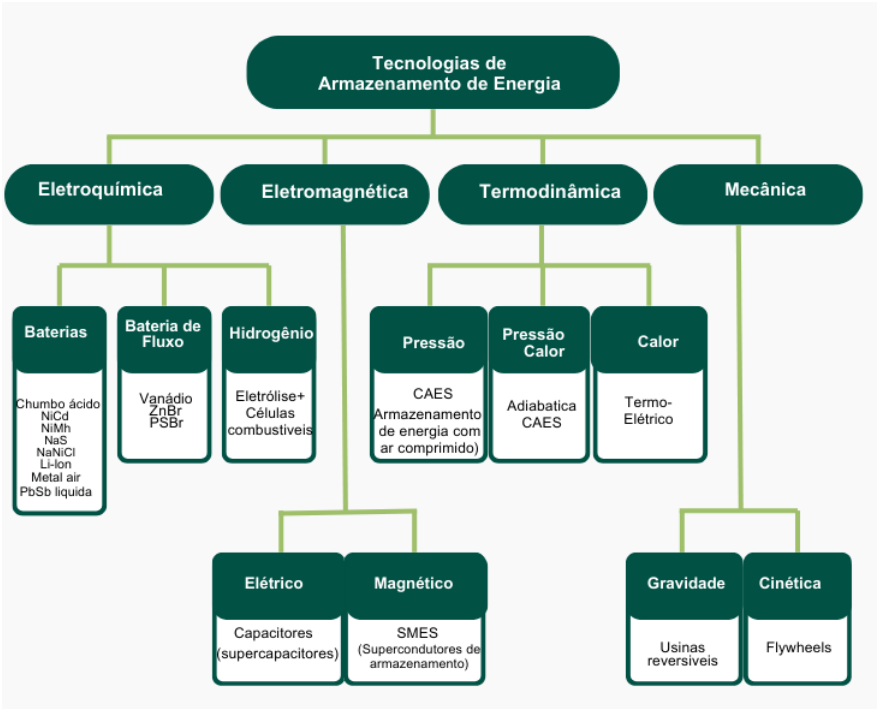 Tecnologias de
Armazenamento de Energia
Eletroquímica
Eletromagnética
Termodinâmica
Mecânica
Baterias
Chumbo ácido
NiCd
NiMh
NaS
NaNiCl
Li-Ion
Metal air
PbSb liquida
Bateria de
Fluxo
Vanádio
ZnBr
PSBr
Hidrogênio
Eletrólise+
Células
combustiveis
Pressão
CAES
Armazenamento
de energia com
ar comprimido)
Pressão
Calor
Adiabatica
CAES
Calor
Termo-
Elétrico
Elétrico
Capacitores
(supercapacitores)
Magnético
SMES
(Supercondutores de
armazenamento)
Gravidade
Usinas
reversiveis
Cinética
Flywheels